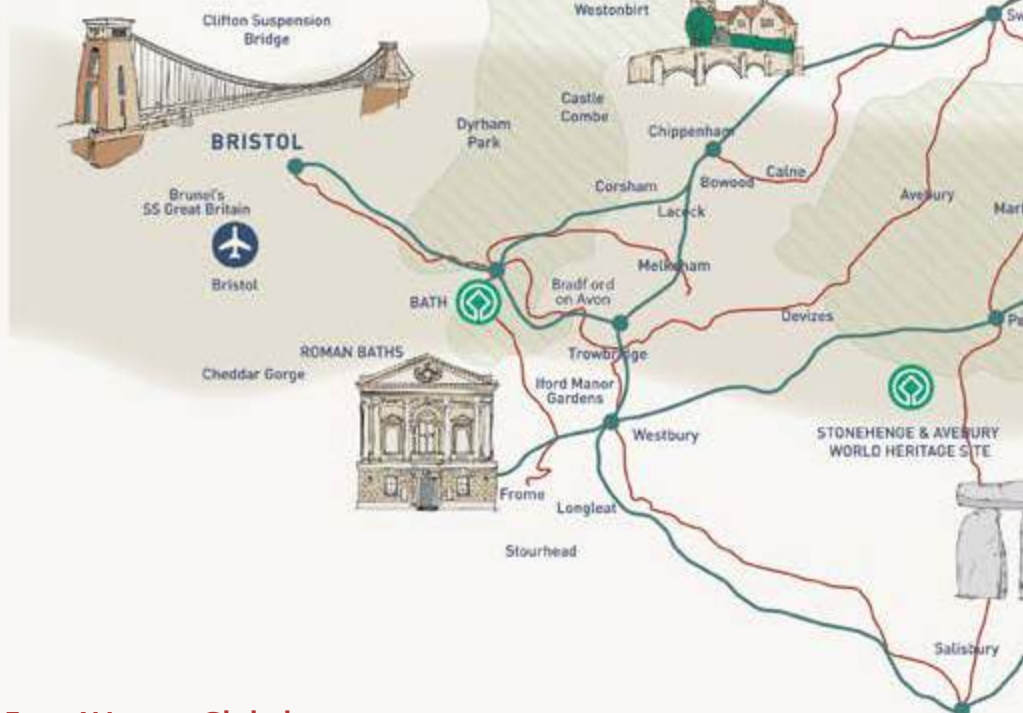 Westonbirt
Clifton Suspension
Bridge
Castle
Combe
Dyrham
Park
Chippenham
BRISTOL
Calne
Corsham
Bowood
Avebury
Brunel's
SS Great Britain
Lacock
Melksham
Bristol
Bradford
on Avon
BATH
Devizes
ROMAN BATHS
Trowbridge
Cheddar Gorge
Iford Manor
Gardens
Westbury
STONEHENGE & AVEBURY
WORLD HERITAGE SITE
Frome
Longleat
Stourhead
Salisbury